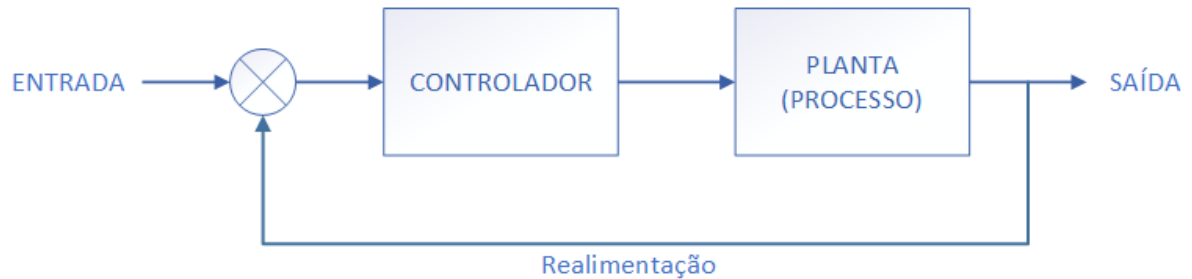 ENTRADA
CONTROLADOR
PLANTA
(PROCESSO)
SAÍDA
Realimentação